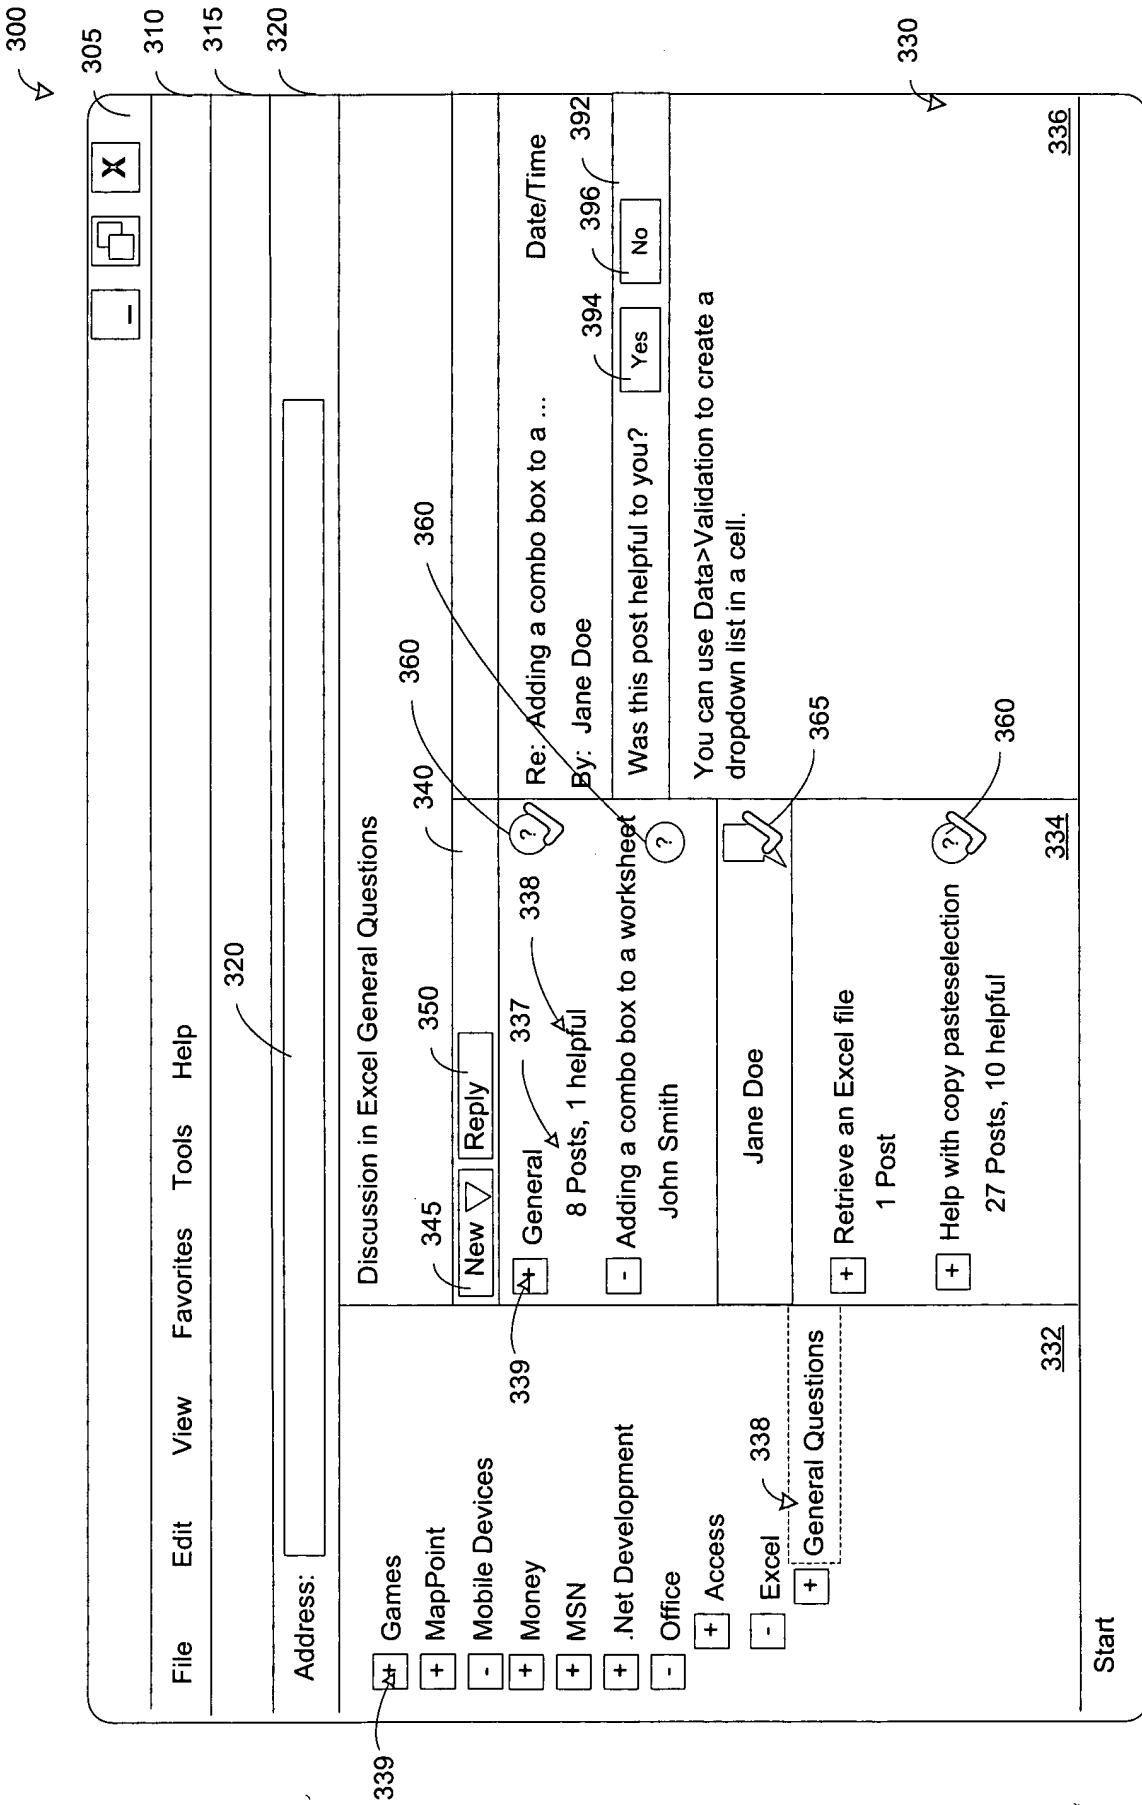 300
305
310
315
320
File Edit View Favorites Tools Help
320
Address:
Discussion in Excel General Questions
339
+ Games
+ MapPoint
- Mobile Devices
+ Money
+ MSN
+ .Net Development
- Office
+ Access
- Excel
338
+ General Questions
332
345
350
340
360
360
New Reply
339
337
338
+ General
8 Posts, 1 helpful
?
- Adding a combo box to a worksheet
John Smith
?
Jane Doe
365
+ Retrieve an Excel file
1 Post
+ Help with copy pasteselection
27 Posts, 10 helpful
?
360
334
Re: Adding a combo box to a ... Date/Time
By: Jane Doe
394
396
392
Was this post helpful to you? Yes No
You can use Data>Validation to create a
dropdown list in a cell.
330
336
Start